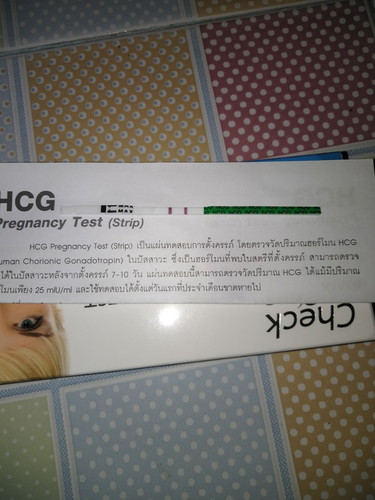 HCG
Pregnancy Test (Strip)
HCG Pregnancy Test (Strip) เป็นแผ่นทดสอบการตั้งครรภ์ โดยตรวจวัดปริมาณฮอร์โมน HCG
uman Chorionic Gonadotropin) ในปัสสาวะ ซึ่งเป็นฮอร์โมนที่พบในสตรีที่ตั้งครรภ์ สามารถตรวจ
ได้ในปัสสาวะหลังจากตั้งครรภ์ 7-10 วัน แผ่นทดสอบนี้สามารถตรวจวัดปริมาณ HCG ได้แม้มีปริมาณ
โมนเพียง 25 mIU/ml และใช้ทดสอบได้ตั้งแต่วันแรกที่ประจำเดือนขาดหายไป
Check